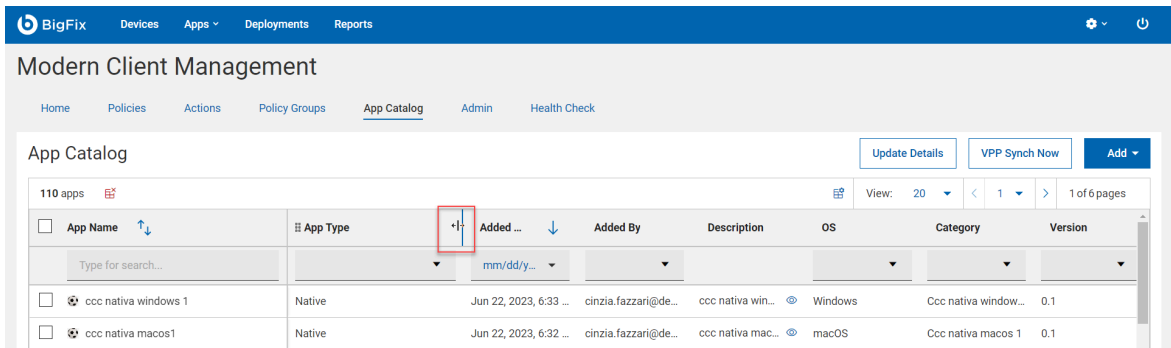 BigFix Devices Apps Deployments Reports
Modern Client Management
Home Policies Actions Policy Groups App Catalog Admin Health Check
App Catalog Update Details VPP Synch Now Add
110 apps View: 20 1 1 of 6 pages
App Name App Type Added ... Added By Description OS Category Version
Type for search... mm/dd/y...
ccc nativa windows 1 Native Jun 22, 2023, 6:33 ... cinzia.fazzari@de... ccc nativa win... Windows Ccc nativa window... 0.1
ccc nativa macos1 Native Jun 22, 2023, 6:32 ... cinzia.fazzari@de... ccc nativa mac... macOS Ccc nativa macos 1 0.1